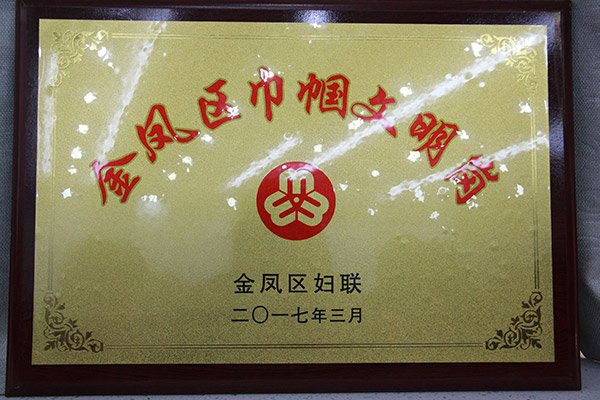 金凤区巾帼文明岗
金凤区妇联
二〇一七年三月